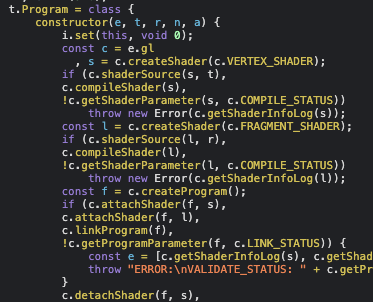 t.Program = class {
constructor(e, t, r, n, a) {
i.set(this, void 0);
const c = e.gl
, s = c.createShader(c.VERTEX_SHADER);
if (c.shaderSource(s, t),
c.compileShader(s),
!c.getShaderParameter(s, c.COMPILE_STATUS))
throw new Error(c.getShaderInfoLog(s));
const l = c.createShader(c.FRAGMENT_SHADER);
if (c.shaderSource(l, r),
c.compileShader(l),
!c.getShaderParameter(l, c.COMPILE_STATUS))
throw new Error(c.getShaderInfoLog(l));
const f = c.createProgram();
if (c.attachShader(f, s),
c.attachShader(f, l),
c.linkProgram(f),
!c.getProgramParameter(f, c.LINK_STATUS)) {
const e = [c.getShaderInfoLog(s), c.getShad
throw "ERROR:\nVALIDATE_STATUS: " + c.getPr
}
c.detachShader(f, s),